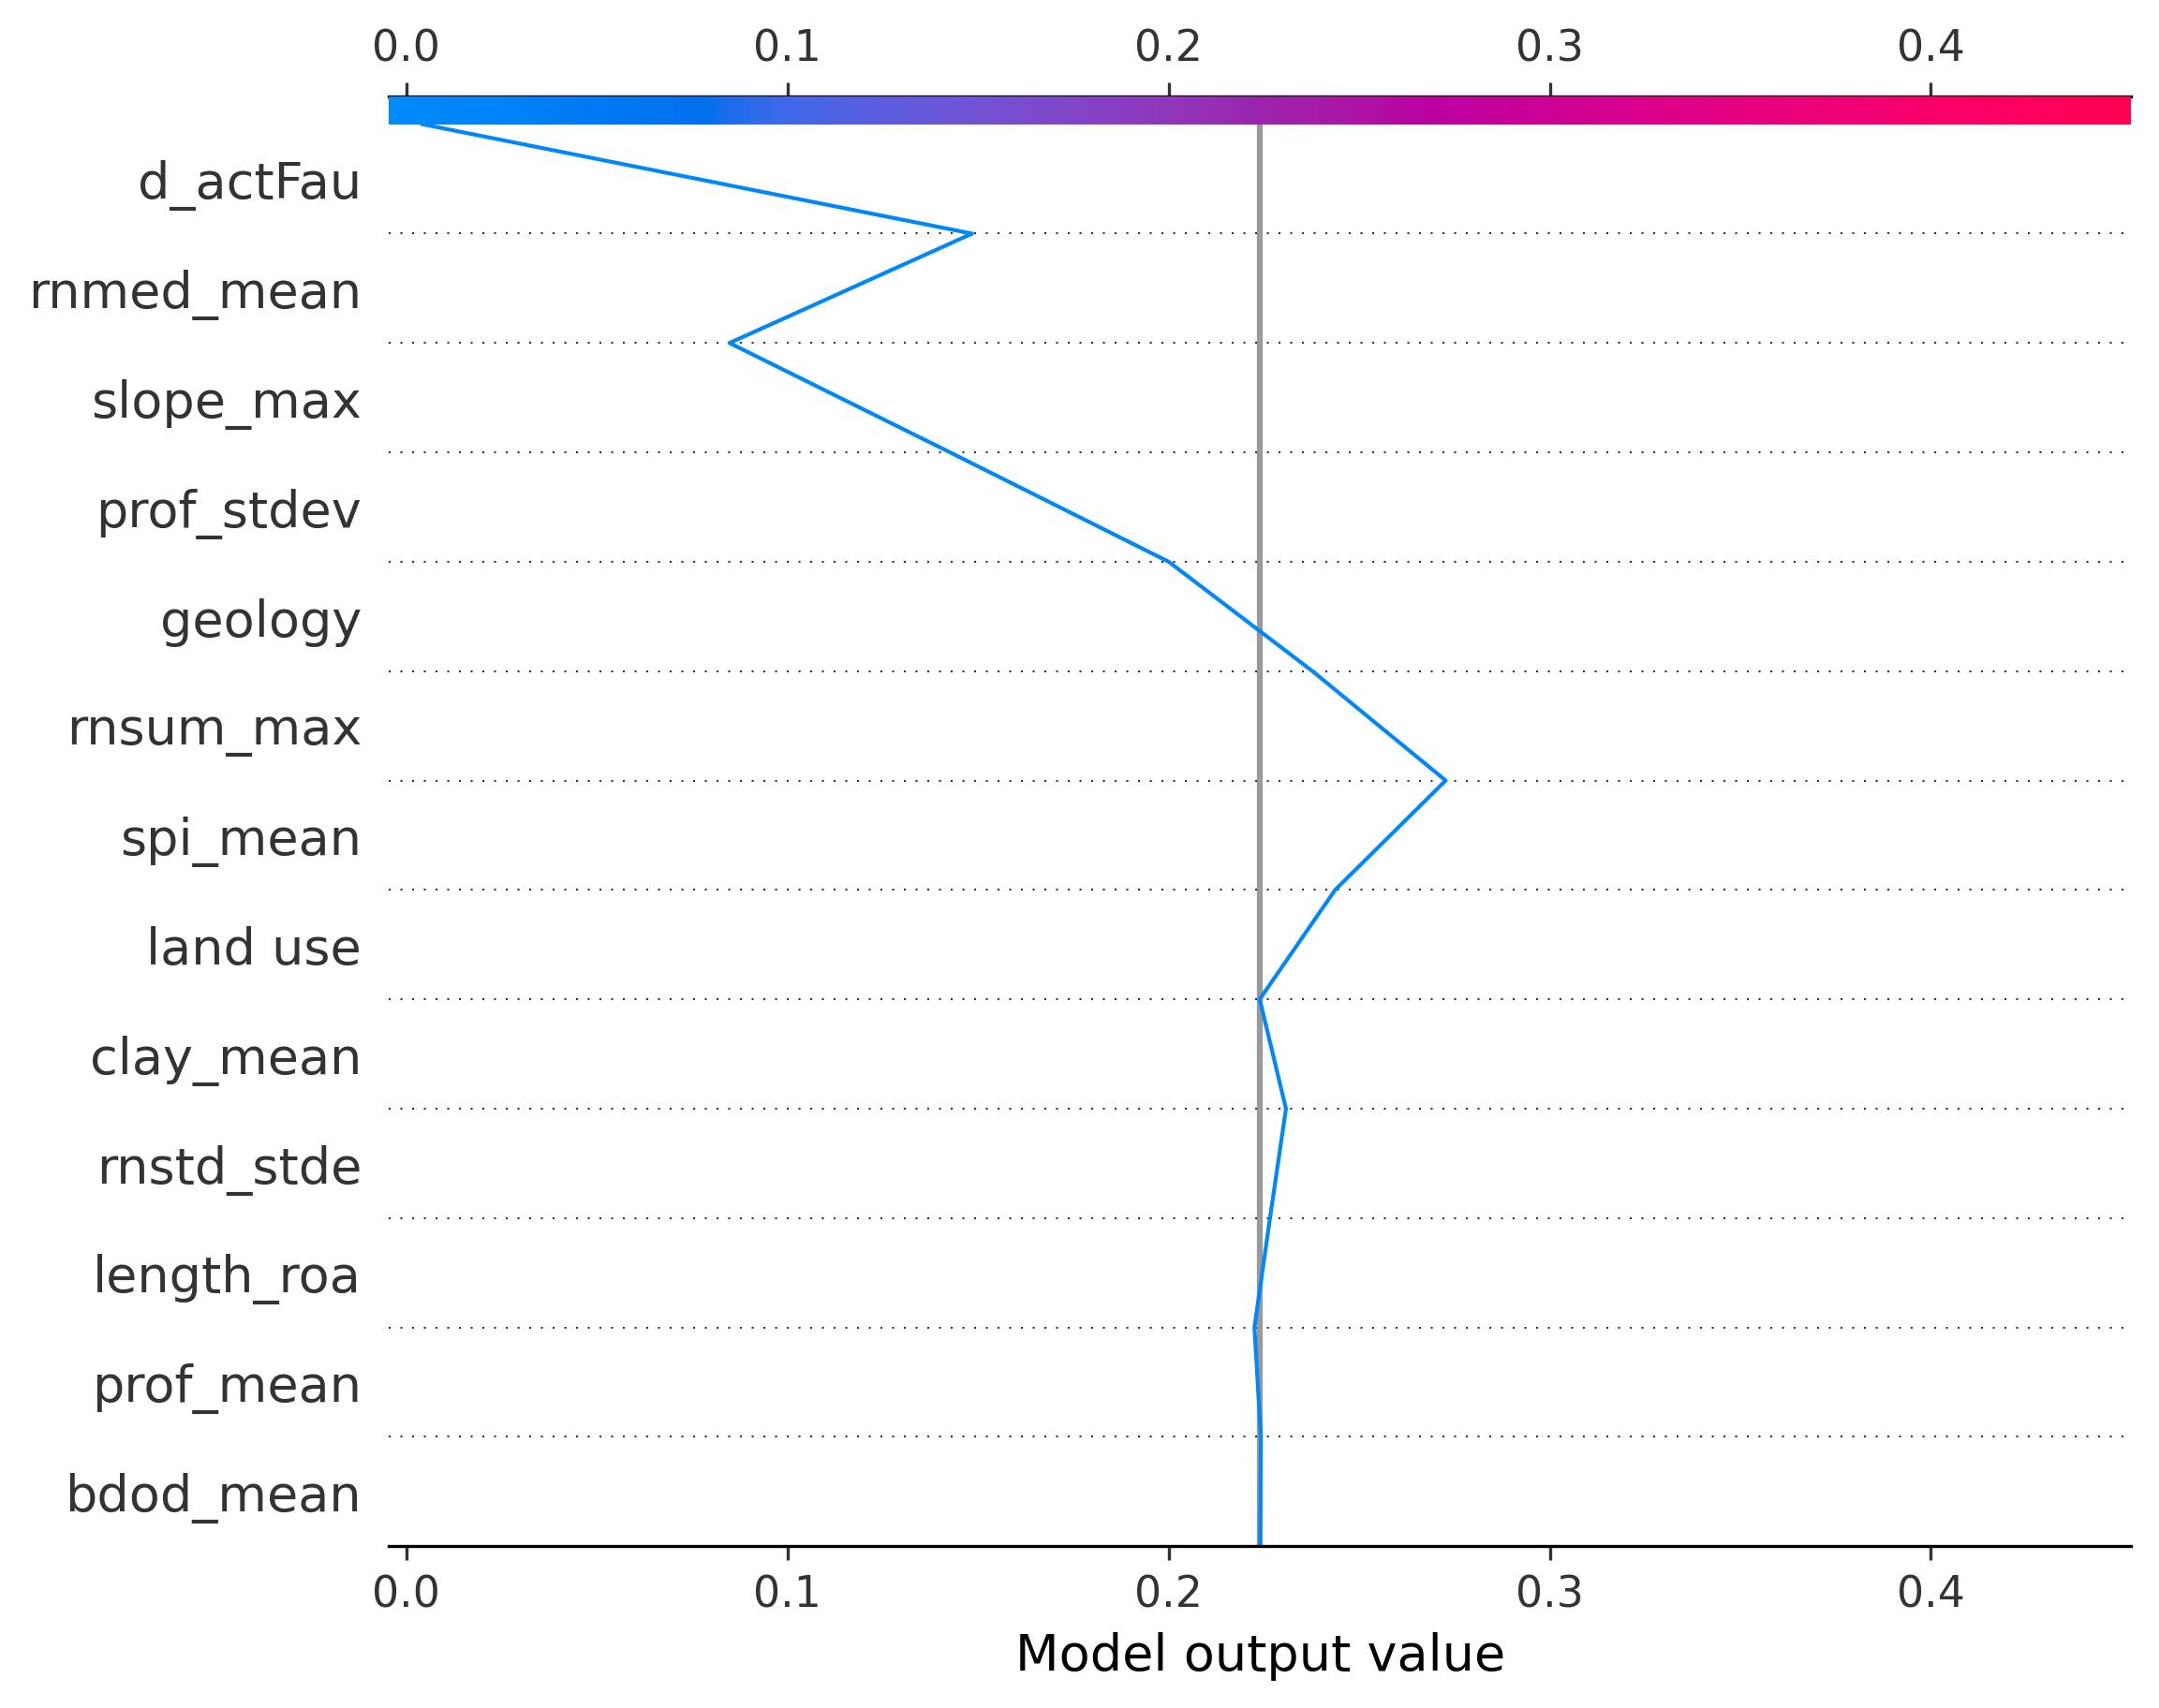 0.0 0.1 0.2 0.3 0.4
d_actFau
rnmed_mean
slope_max
prof_stdev
geology
rnsum_max
spi_mean
land use
clay_mean
rnstd_stde
length_roa
prof_mean
bdod_mean
0.0 0.1 0.2 0.3 0.4
Model output value